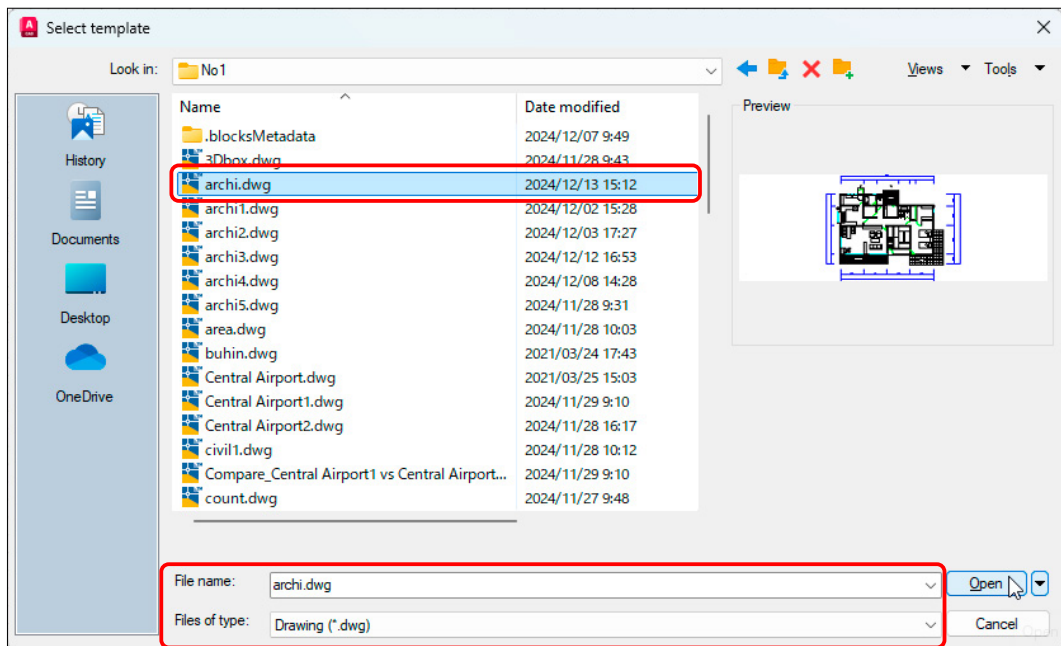 Select template
Look in: No1 Views Tools
History
Documents
Desktop
OneDrive
Name Date modified
.blocksMetadata 2024/12/07 9:49
3Dbox.dwg 2024/11/28 9:43
archi.dwg 2024/12/13 15:12
archi1.dwg 2024/12/02 15:28
archi2.dwg 2024/12/03 17:27
archi3.dwg 2024/12/12 16:53
archi4.dwg 2024/12/08 14:28
archi5.dwg 2024/11/28 9:31
area.dwg 2024/11/28 10:03
buhin.dwg 2021/03/24 17:43
Central Airport.dwg 2021/03/25 15:03
Central Airport1.dwg 2024/11/29 9:10
Central Airport2.dwg 2024/11/28 16:17
civil1.dwg 2024/11/28 10:12
Compare_Central Airport1 vs Central Airport... 2024/11/29 9:10
count.dwg 2024/11/27 9:48
Preview
File name: archi.dwg Open
Files of type: Drawing (*.dwg) Cancel
Open